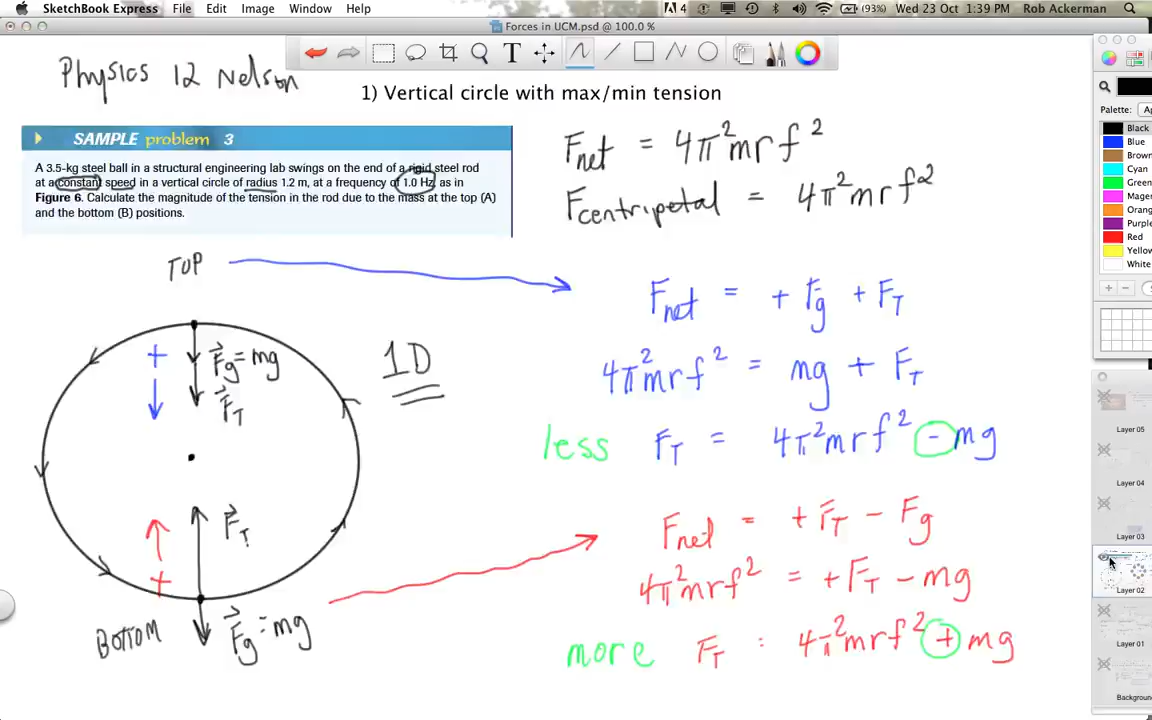 SketchBook Express File Edit Image Window Help 4 (93%) Wed 23 Oct 1:39 PM Rob Ackerman
Forces in UCM.psd @ 100.0 %
Physics 12 Nelson
1) Vertical circle with max/min tension
SAMPLE problem 3
A 3.5-kg steel ball in a structural engineering lab swings on the end of a rigid steel rod
at a constant speed in a vertical circle of radius 1.2 m, at a frequency of 1.0 Hz, as in
Figure 6. Calculate the magnitude of the tension in the rod due to the mass at the top (A)
and the bottom (B) positions.
Fnet = 4π²mrf²
Fcentripetal = 4π²mrf²
TOP
Fnet = + Fg + FT
+ Fg = mg
FT
1D
4π²mrf² = mg + FT
less FT = 4π²mrf² - mg
Fnet = + FT - Fg
FT
+
4π²mrf² = +FT - mg
BOTTOM Fg = mg
more FT = 4π²mrf² + mg
Palette:
Black
Blue
Brown
Cyan
Green
Mage
Orang
Purple
Red
Yellow
White
Layer 05
Layer 04
Layer 03
Layer 02
Layer 01
Background